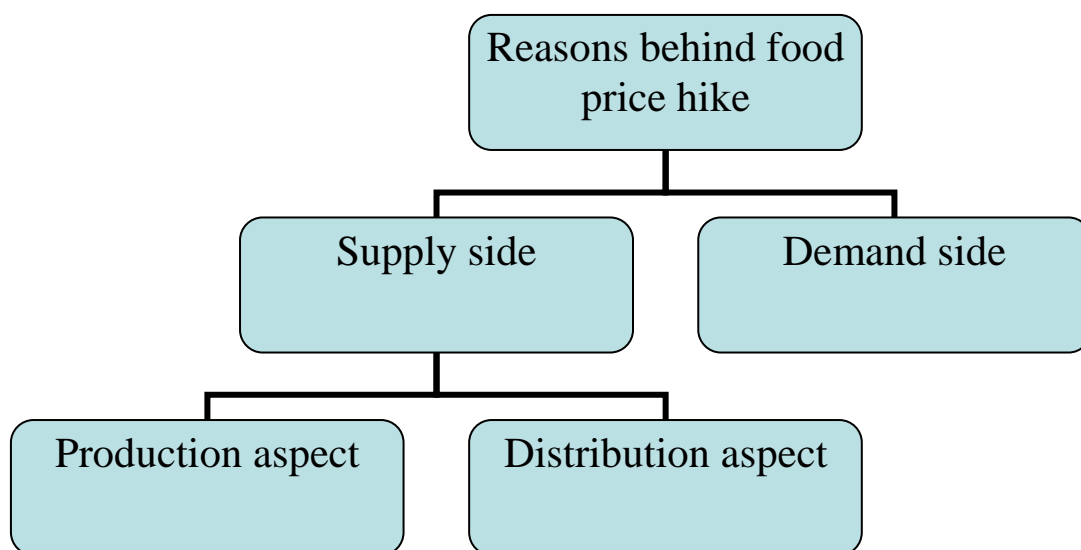 Reasons behind food
price hike
Supply side
Demand side
Production aspect
Distribution aspect